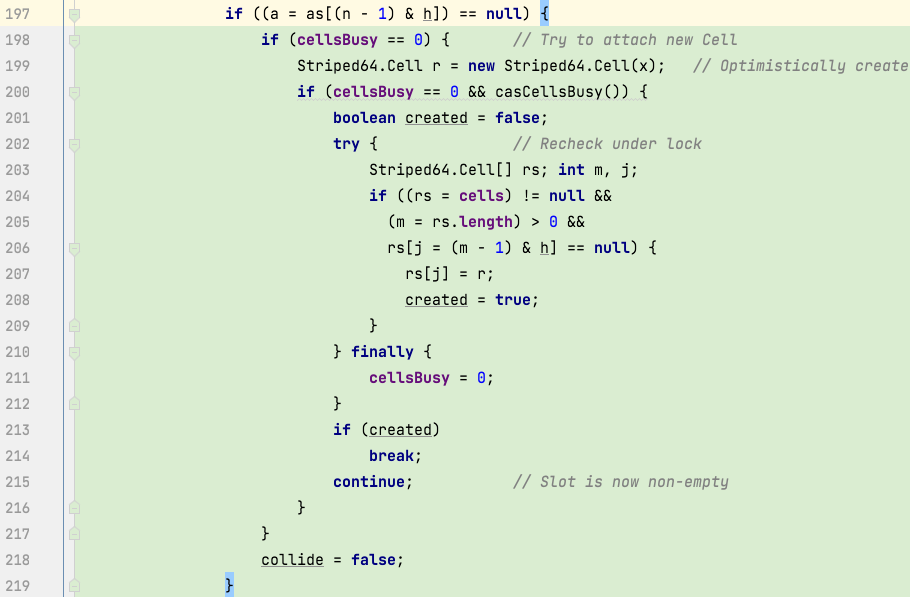 197 if ((a = as[(n - 1) & h]) == null) {
198 if (cellsBusy == 0) { // Try to attach new Cell
199 Striped64.Cell r = new Striped64.Cell(x); // Optimistically create
200 if (cellsBusy == 0 && casCellsBusy()) {
201 boolean created = false;
202 try { // Recheck under lock
203 Striped64.Cell[] rs; int m, j;
204 if ((rs = cells) != null &&
205 (m = rs.length) > 0 &&
206 rs[j = (m - 1) & h] == null) {
207 rs[j] = r;
208 created = true;
209 }
210 } finally {
211 cellsBusy = 0;
212 }
213 if (created)
214 break;
215 continue; // Slot is now non-empty
216 }
217 }
218 collide = false;
219 }